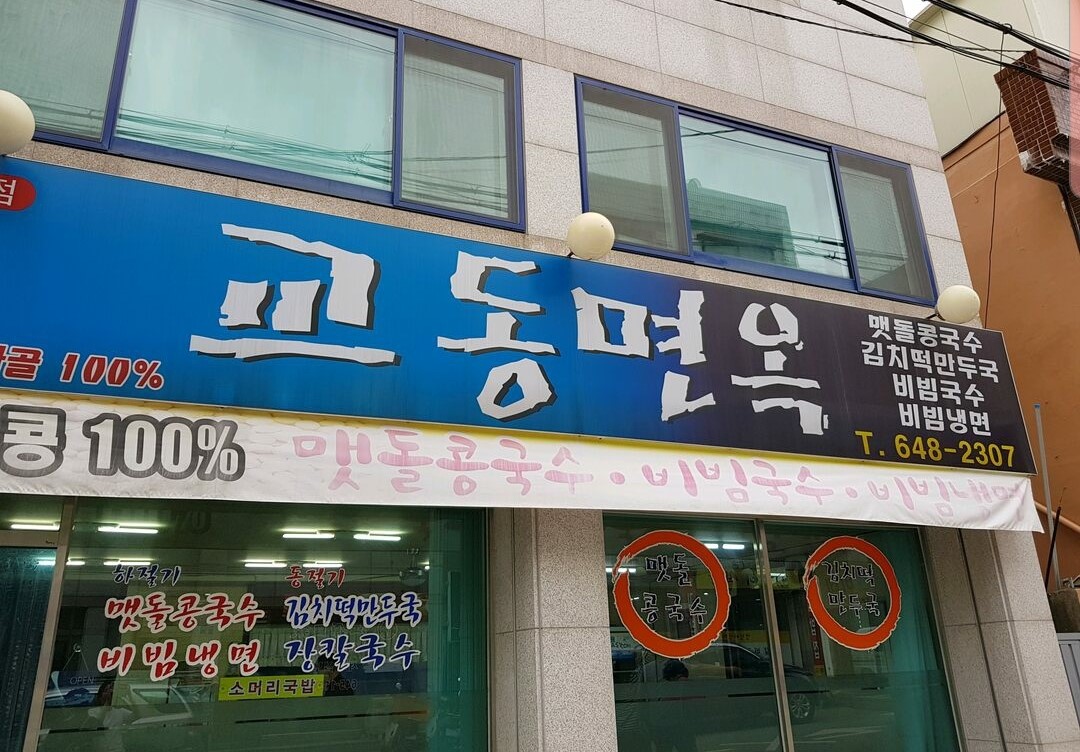 점
교동면옥
맷돌콩국수
김치떡만두국
비빔국수
비빔냉면
T. 648-2307
골 100%
콩 100% 맷돌콩국수·비빔국수·비빔냉면
하절기
맷돌콩국수
비빔냉면
동절기
김치떡만두국
장칼국수
소머리국밥
OPEN
맷돌
콩국수
김치떡
만두국